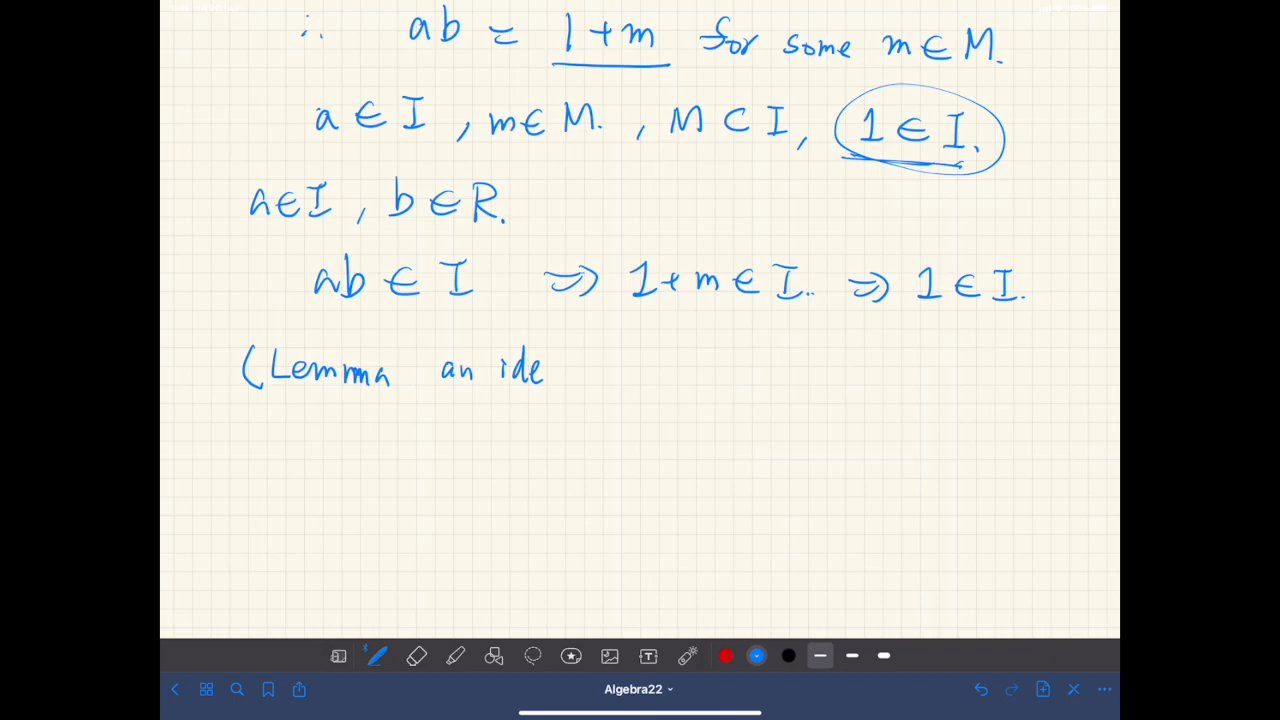 ∴ ab = 1+m for some m∈M.
a∈I, m∈M., M⊂I, 1∈I.
a∈I, b∈R.
ab∈I ⇒ 1+m∈I.. ⇒ 1∈I.
(Lemma an ide
Algebra22